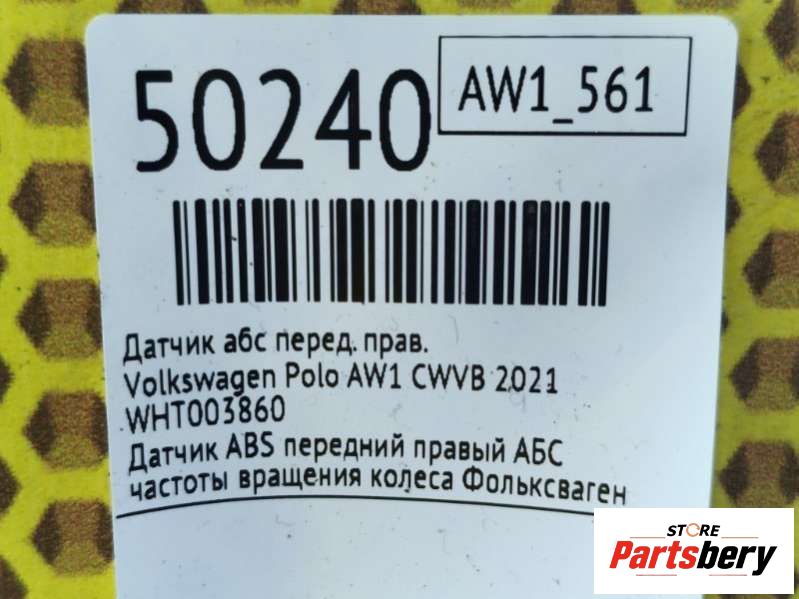 50240
AW1_561
Датчик абс перед. прав.
Volkswagen Polo AW1 CWVB 2021
WHT003860
Датчик ABS передний правый АБС
частоты вращения колеса Фольксваген
STORE
Partsbery